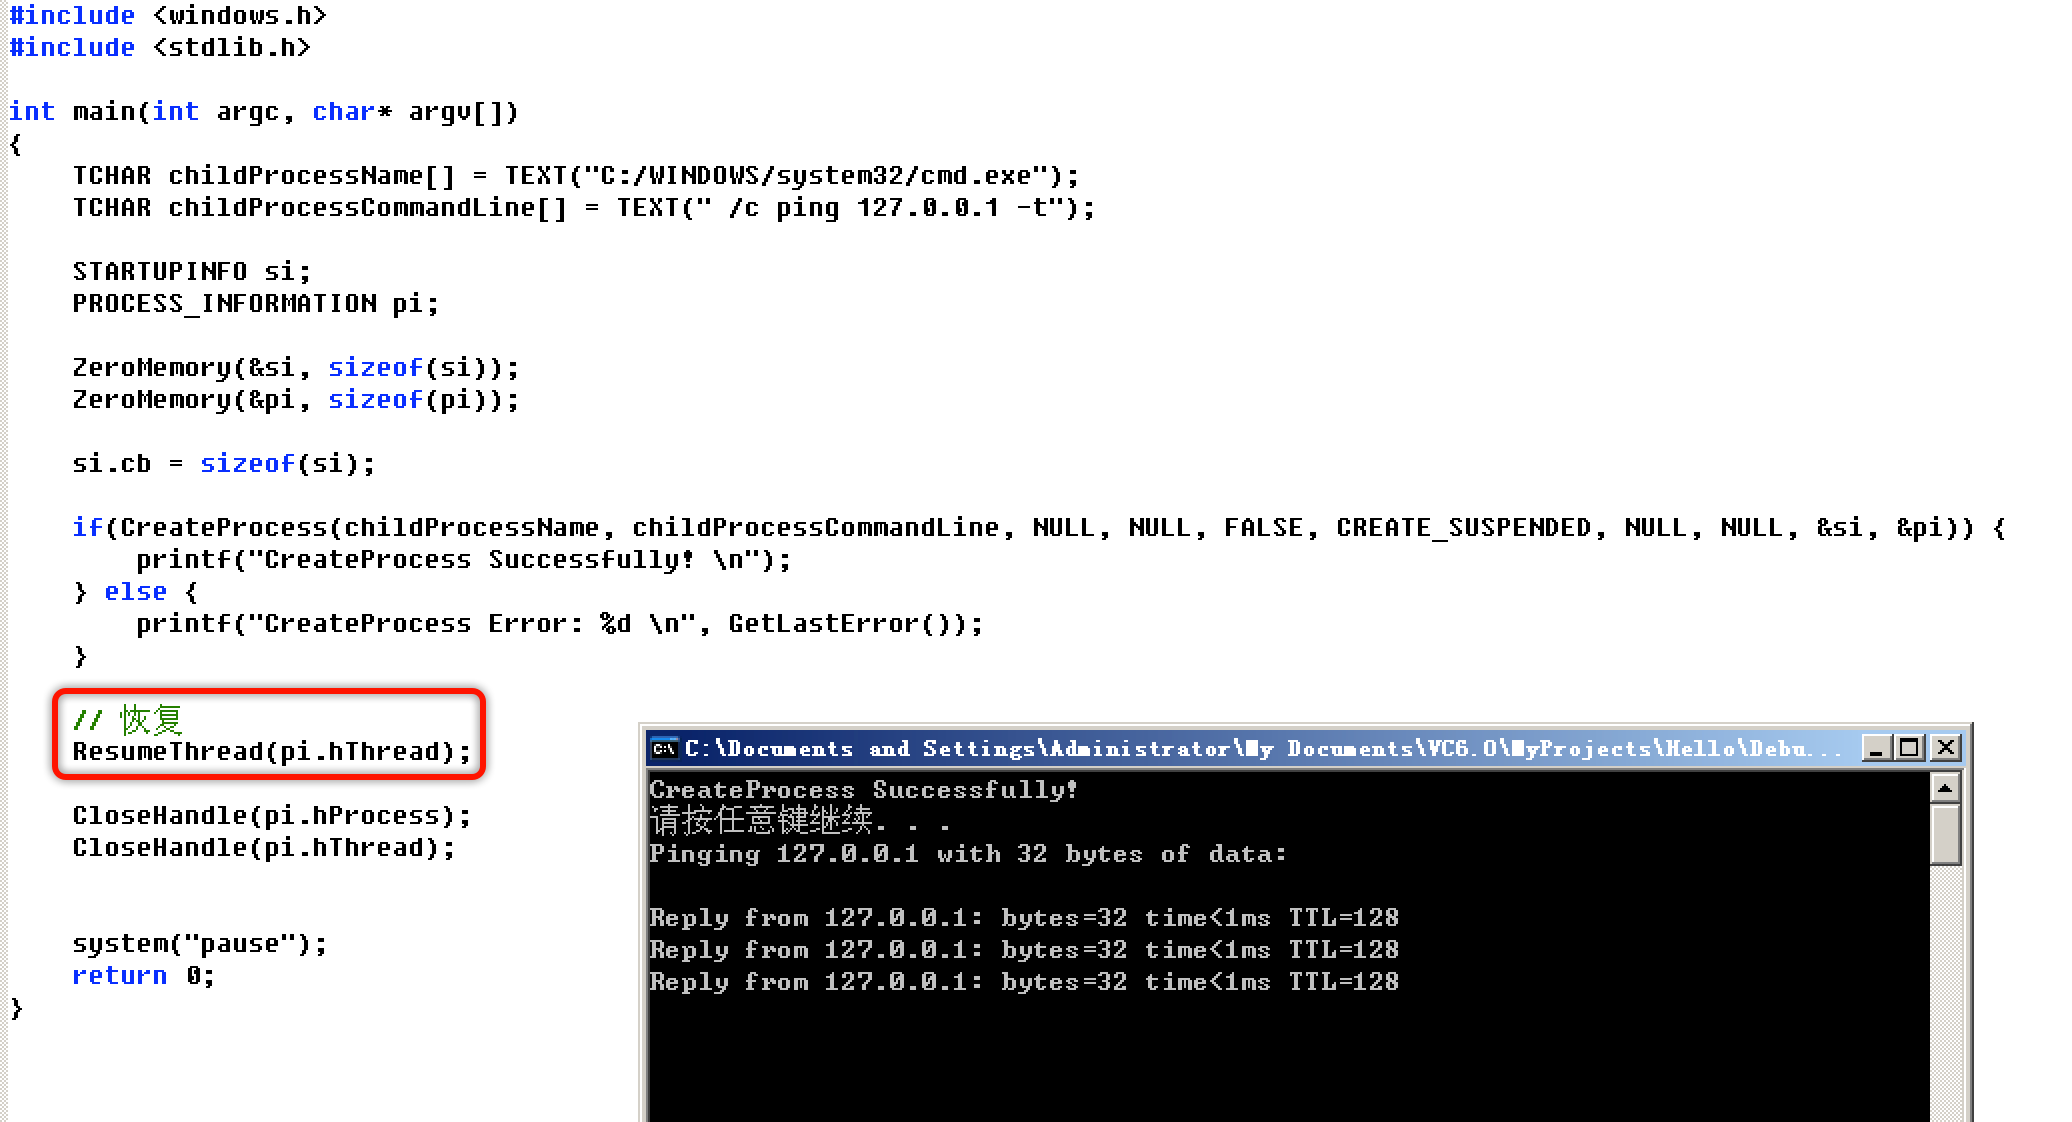 #include <windows.h>
#include <stdlib.h>
int main(int argc, char* argv[])
{
TCHAR childProcessName[] = TEXT("C:/WINDOWS/system32/cmd.exe");
TCHAR childProcessCommandLine[] = TEXT(" /c ping 127.0.0.1 -t");
STARTUPINFO si;
PROCESS_INFORMATION pi;
ZeroMemory(&si, sizeof(si));
ZeroMemory(&pi, sizeof(pi));
si.cb = sizeof(si);
if(CreateProcess(childProcessName, childProcessCommandLine, NULL, NULL, FALSE, CREATE_SUSPENDED, NULL, NULL, &si, &pi)) {
printf("CreateProcess Successfully! \n");
} else {
printf("CreateProcess Error: %d \n", GetLastError());
}
// 恢复
ResumeThread(pi.hThread);
CloseHandle(pi.hProcess);
CloseHandle(pi.hThread);
system("pause");
return 0;
}
C:\Documents and Settings\Administrator\My Documents\VC6.0\MyProjects\Hello\Debu...
CreateProcess Successfully!
请按任意键继续. . .
Pinging 127.0.0.1 with 32 bytes of data:
Reply from 127.0.0.1: bytes=32 time<1ms TTL=128
Reply from 127.0.0.1: bytes=32 time<1ms TTL=128
Reply from 127.0.0.1: bytes=32 time<1ms TTL=128